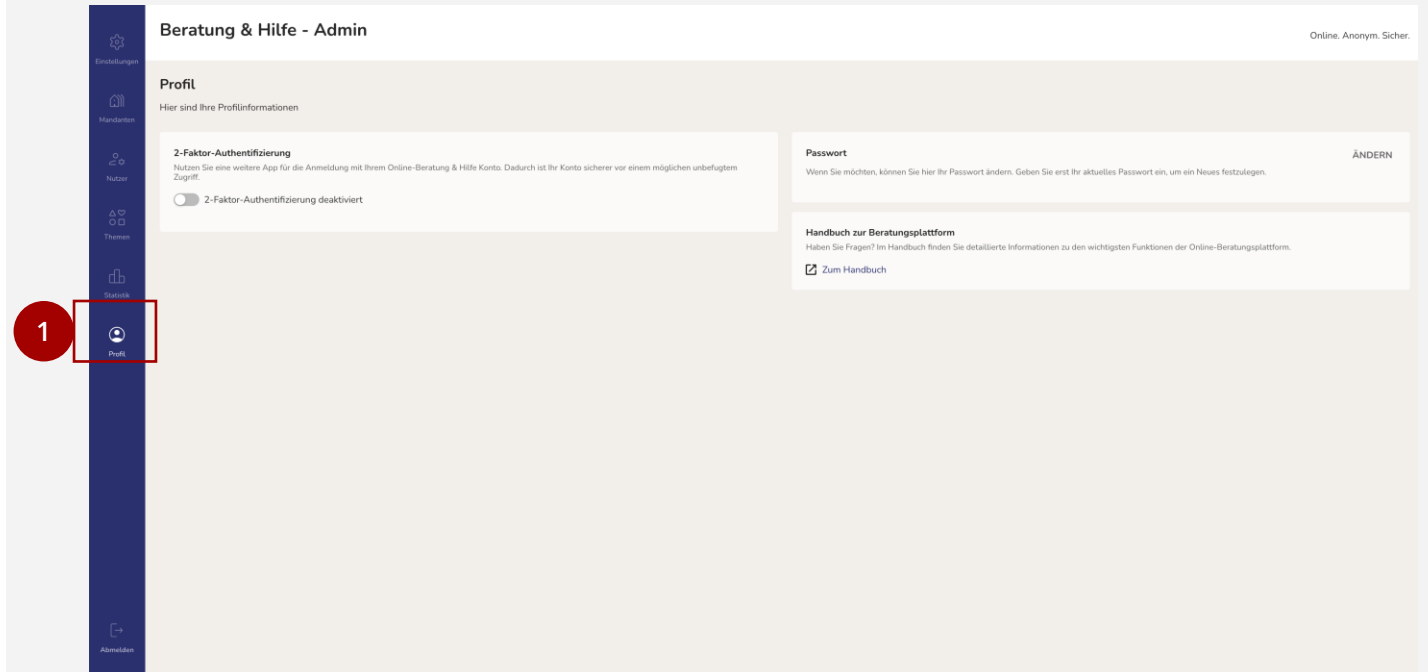 Beratung & Hilfe - Admin
Online. Anonym. Sicher.
Einstellungen
Mandanten
Nutzer
Themen
Statistik
1
Profil
Abmelden
Profil
Hier sind Ihre Profilinformationen
2-Faktor-Authentifizierung
Nutzen Sie eine weitere App für die Anmeldung mit Ihrem Online-Beratung & Hilfe Konto. Dadurch ist Ihr Konto sicherer vor einem möglichen unbefugtem
Zugriff.
2-Faktor-Authentifizierung deaktiviert
Passwort
ÄNDERN
Wenn Sie möchten, können Sie hier Ihr Passwort ändern. Geben Sie erst Ihr aktuelles Passwort ein, um ein Neues festzulegen.
Handbuch zur Beratungsplattform
Haben Sie Fragen? Im Handbuch finden Sie detaillierte Informationen zu den wichtigsten Funktionen der Online-Beratungsplattform.
Zum Handbuch